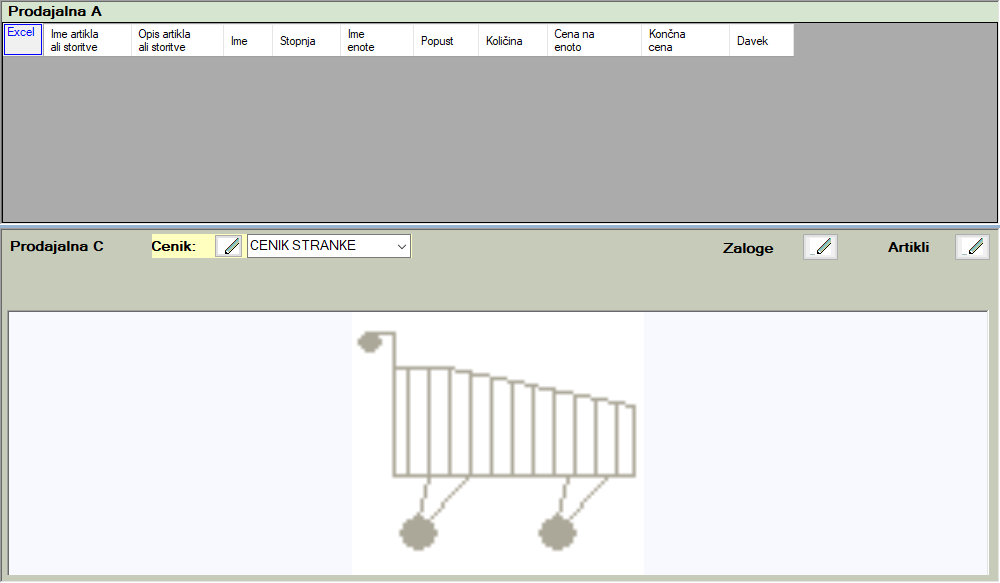 Prodajalna A
Excel
Ime artikla
ali storitve
Opis artikla
ali storitve
Ime
Stopnja
Ime
enote
Popust
Količina
Cena na
enoto
Končna
cena
Davek
Prodajalna C
Cenik:
CENIK STRANKE
Zaloge
Artikli